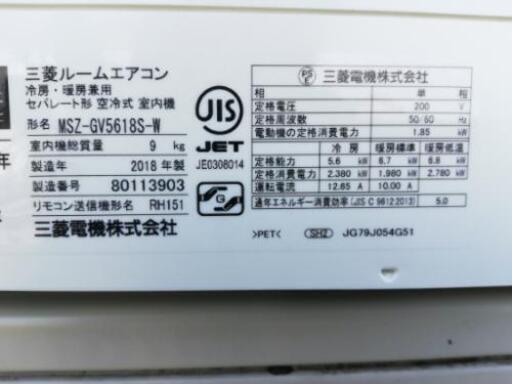 三菱ルームエアコン
冷房・暖房兼用
セパレート形 空冷式 室内機
形名 MSZ-GV5618S-W
室内機総質量 9 kg
製造年 2018 年製
製造番号 80113903
リモコン送信機形名 RH151
三菱電機株式会社
JIS
JET
JE0308014
G
PS E 三菱電機株式会社
相 単 相
定格電圧 200 V
定格周波数 50/60 Hz
電動機の定格消費電力 1.85 kW
冷 房 暖房標準 暖房低温
定格能力 5.6 kW 6.7 kW 6.8 kW
定格消費電力 2.380 kW 1.980 kW 2.780 kW
運転電流 12.65 A 10.00 A
通年エネルギー消費効率(JIS C 9612:2013) 5.0
>PET< SH2 JG79J054G51
年